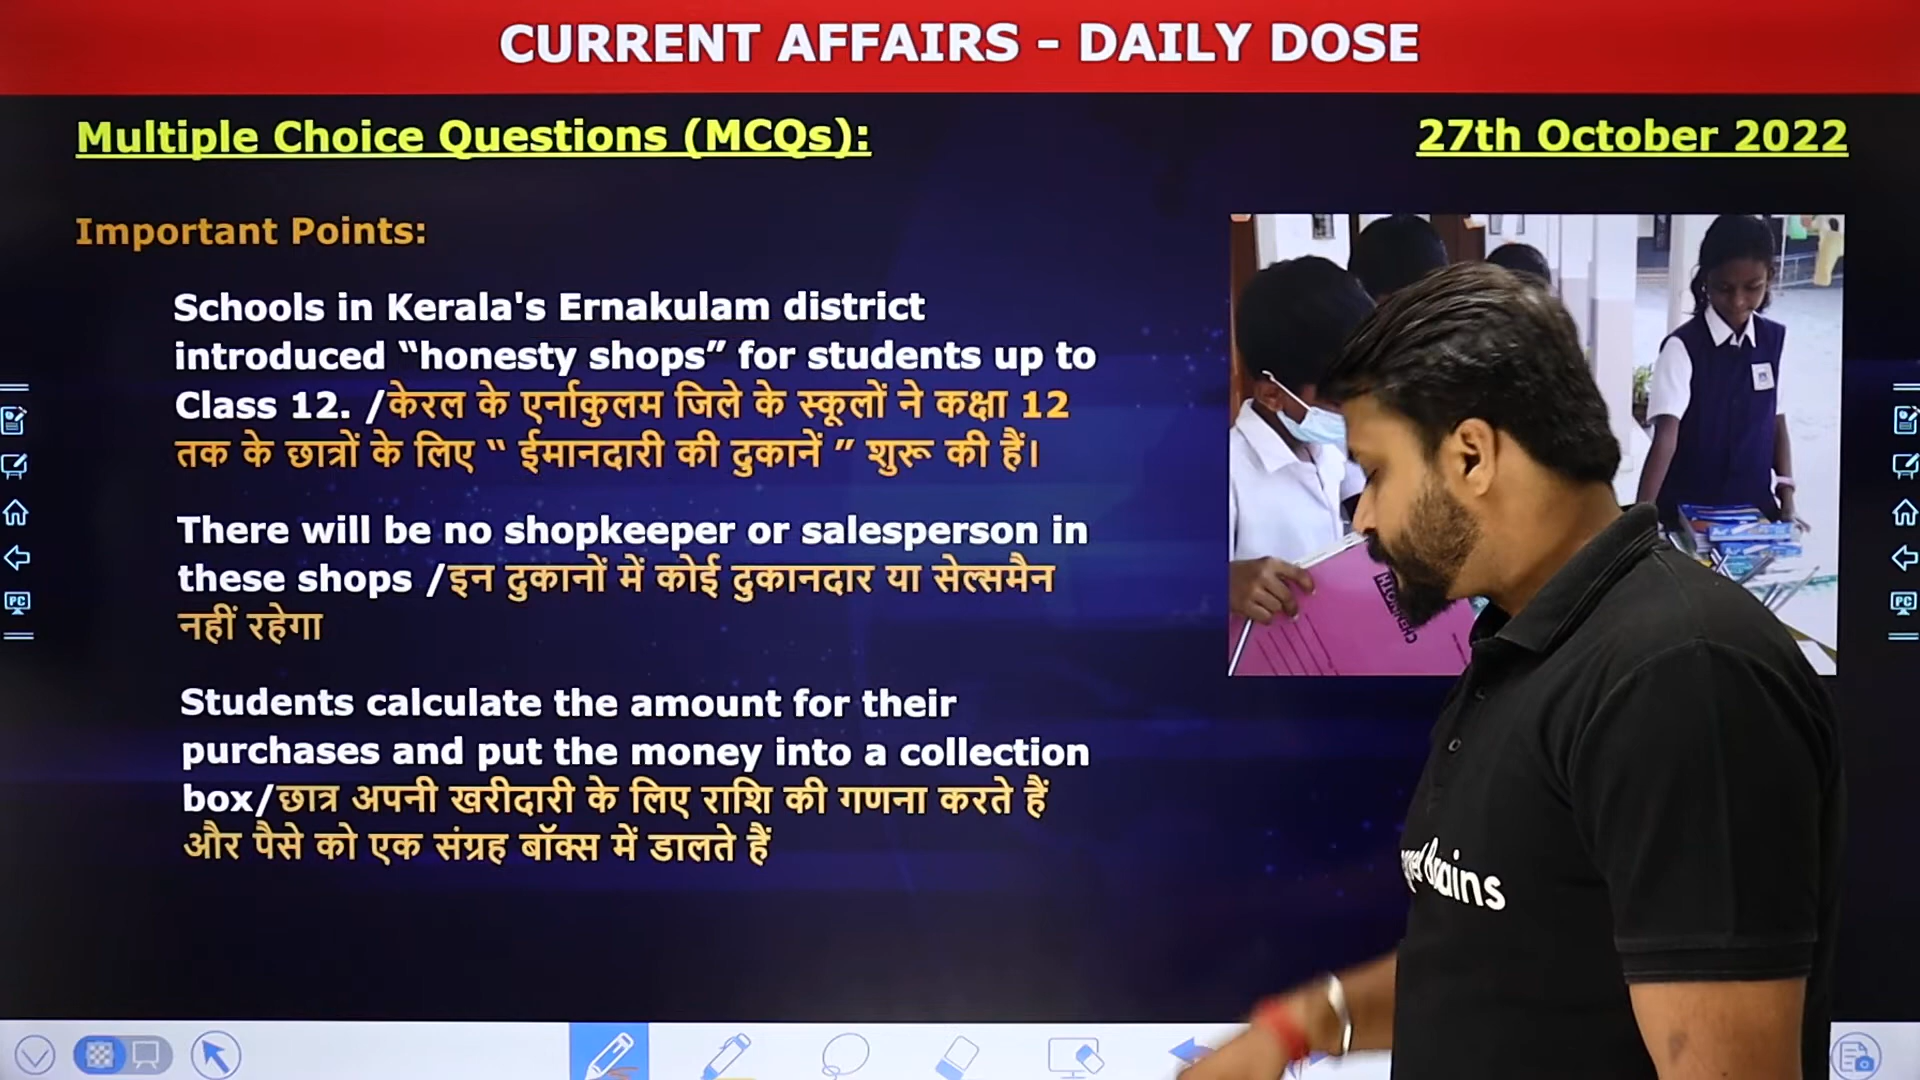 CURRENT AFFAIRS - DAILY DOSE
Multiple Choice Questions (MCQs):
27th October 2022
Important Points:
Schools in Kerala's Ernakulam district
introduced “honesty shops” for students up to
Class 12. /केरल के एर्नाकुलम जिले के स्कूलों ने कक्षा 12
तक के छात्रों के लिए “ ईमानदारी की दुकानें ” शुरू की हैं।
There will be no shopkeeper or salesperson in
these shops /इन दुकानों में कोई दुकानदार या सेल्समैन
नहीं रहेगा
Students calculate the amount for their
purchases and put the money into a collection
box/छात्र अपनी खरीदारी के लिए राशि की गणना करते हैं
और पैसे को एक संग्रह बॉक्स में डालते हैं
PC
PC
Brains